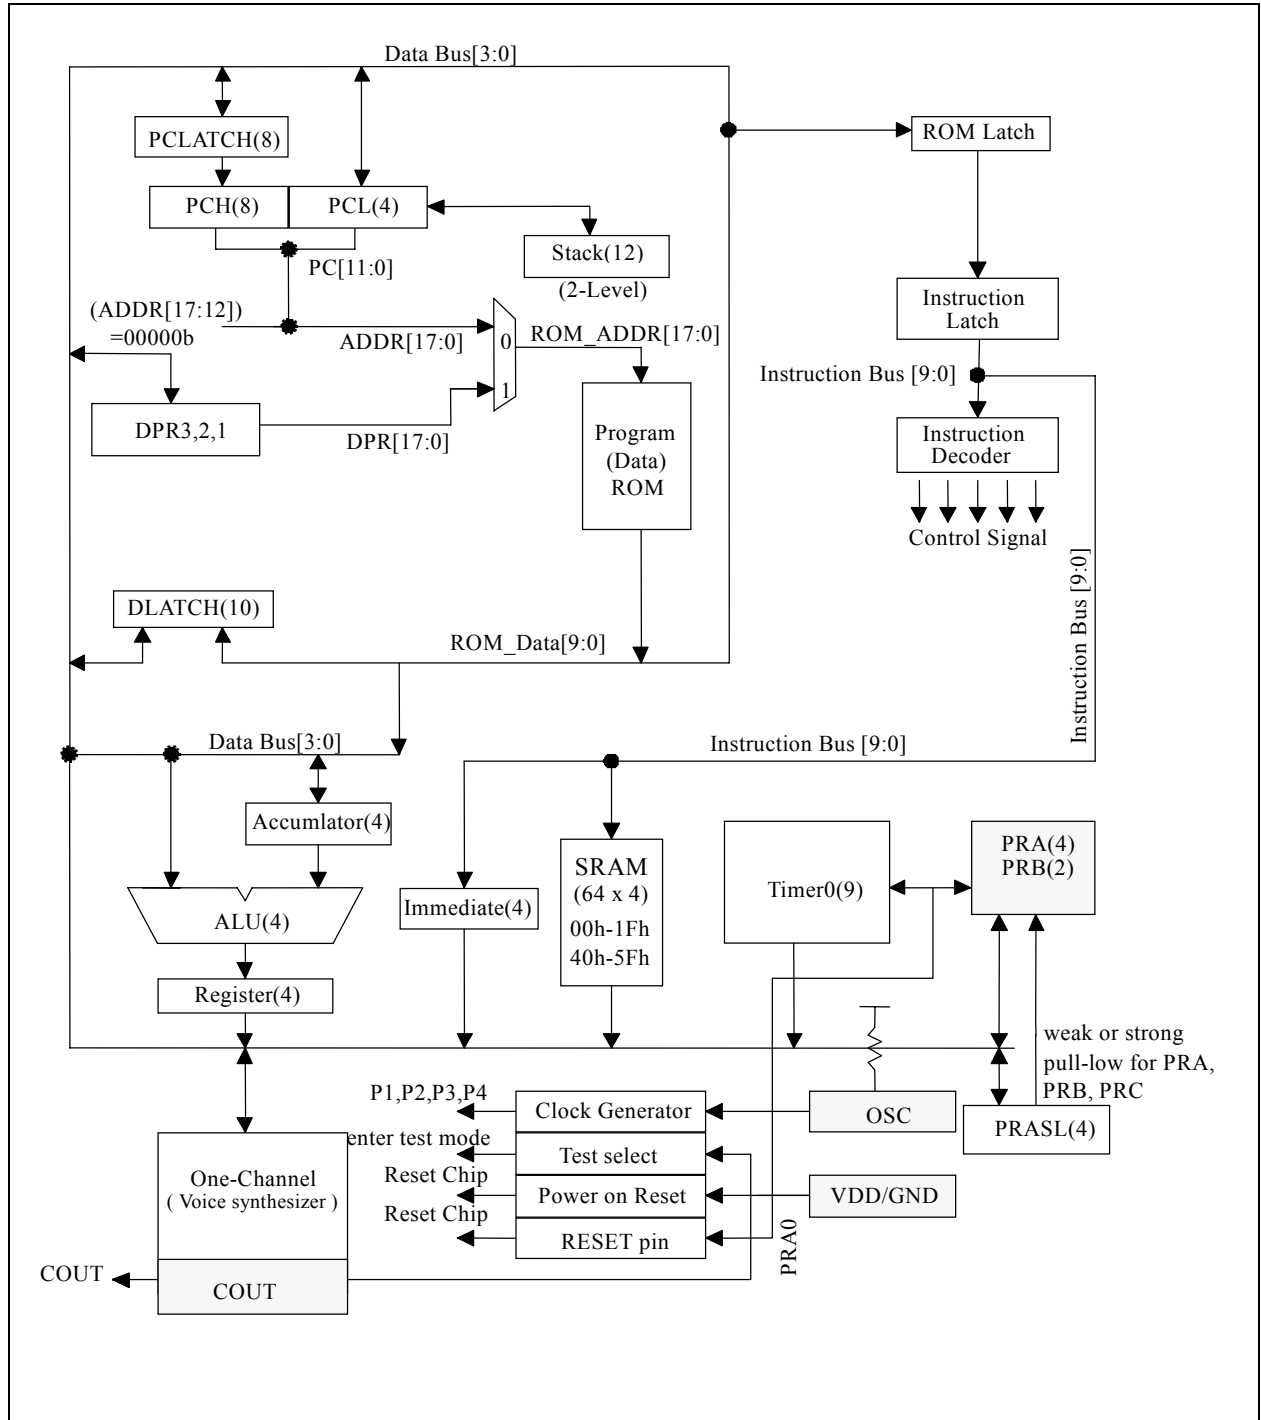 Data Bus[3:0]
PCLATCH(8)
ROM Latch
PCH(8)
PCL(4)
Stack(12)
(2-Level)
PC[11:0]
(ADDR[17:12])
=00000b
ADDR[17:0]
0
1
ROM_ADDR[17:0]
Instruction
Latch
Instruction Bus [9:0]
DPR3,2,1
DPR[17:0]
Program
(Data)
ROM
Instruction
Decoder
Control Signal
Instruction Bus [9:0]
DLATCH(10)
ROM_Data[9:0]
Data Bus[3:0]
Instruction Bus [9:0]
Accumlator(4)
ALU(4)
Register(4)
Immediate(4)
SRAM
(64 x 4)
00h-1Fh
40h-5Fh
Timer0(9)
PRA(4)
PRB(2)
weak or strong
pull-low for PRA,
PRB, PRC
PRASL(4)
P1,P2,P3,P4
Clock Generator
OSC
enter test mode
Test select
Reset Chip
Power on Reset
VDD/GND
Reset Chip
RESET pin
PRA0
One-Channel
( Voice synthesizer )
COUT
COUT